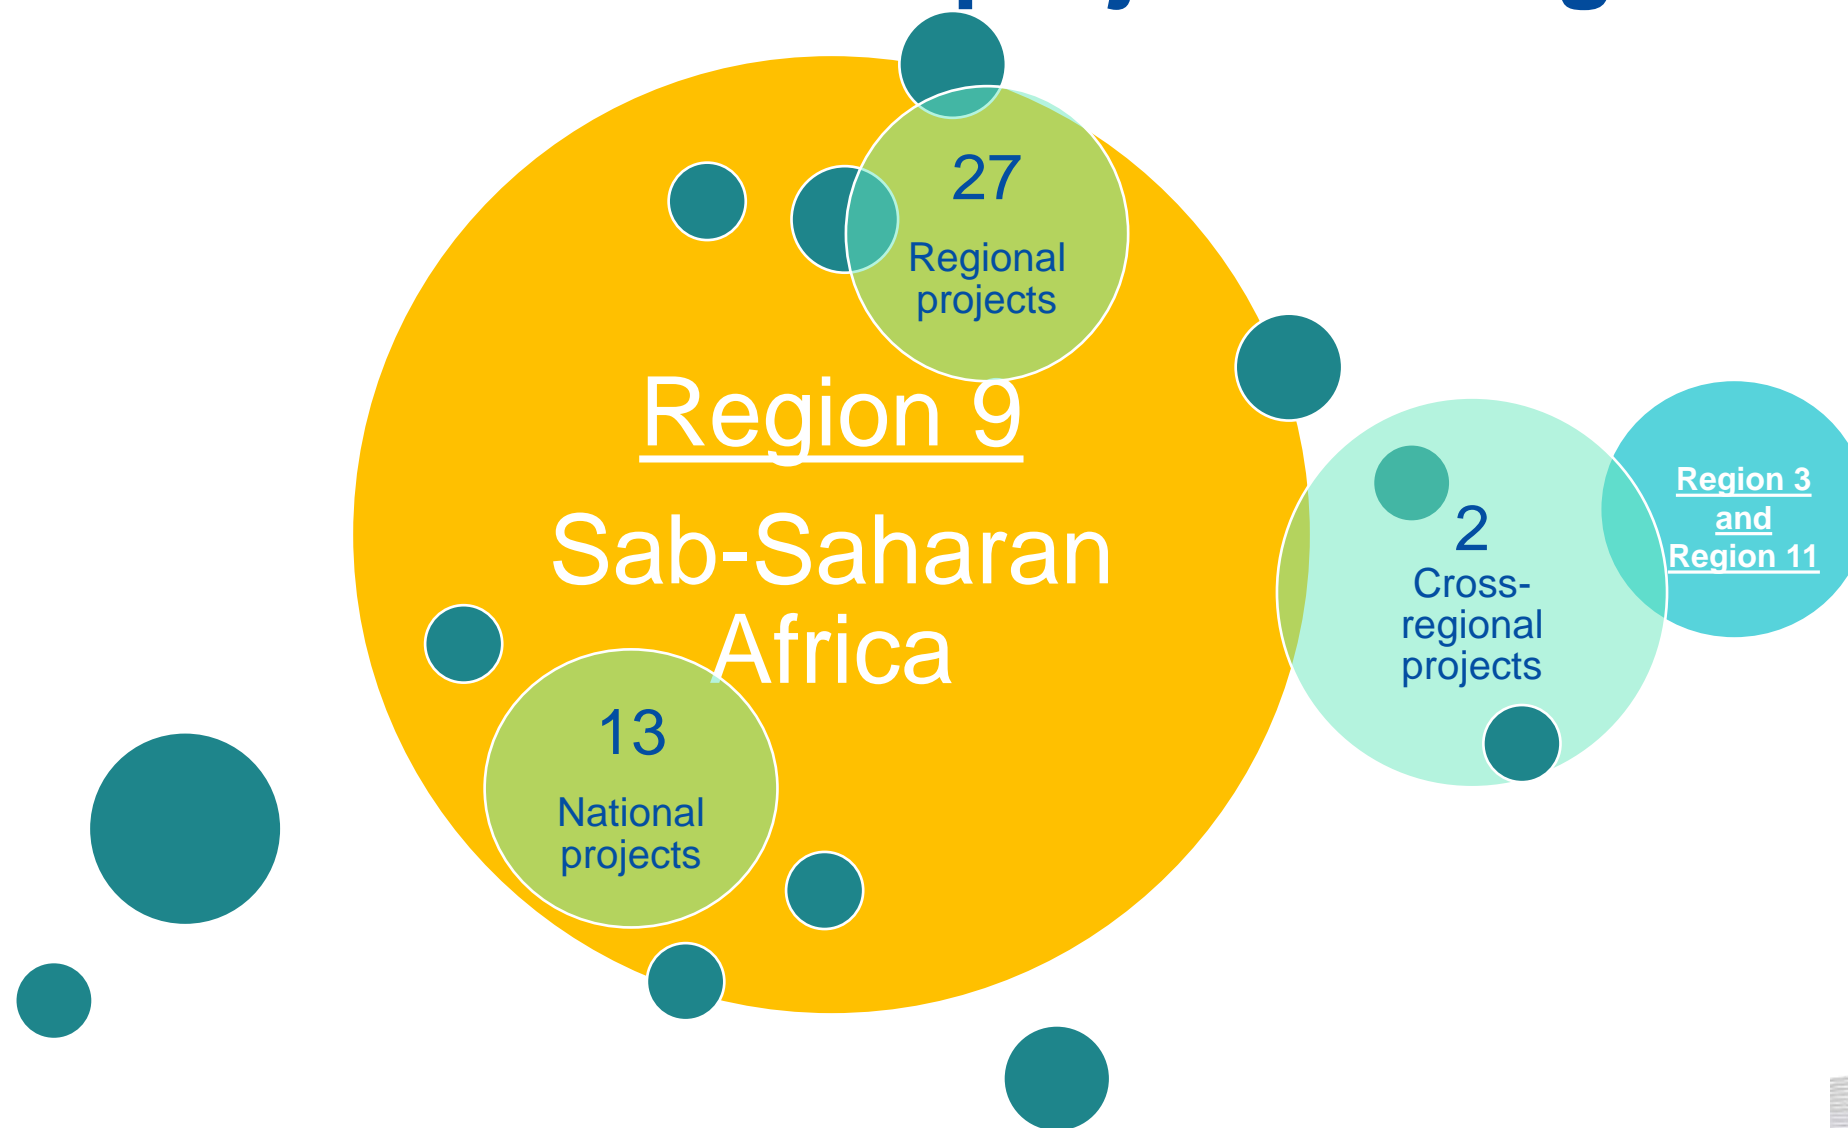 27
Regional
projects
Region 9
Sab-Saharan
Africa
Region 3
and
Region 11
2
Cross-
regional
projects
13
National
projects